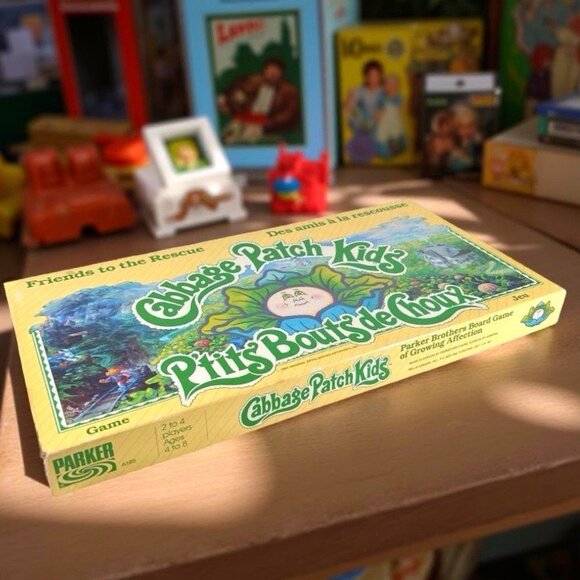 Friends to the Rescue
Des amis à la rescousse
Cabbage Patch Kids
P'tits Bouts de Choux
Game
Jeu
Cabbage Patch Kids
Parker Brothers Board Game
of Growing Affection
PARKER
2 to 4
players
Ages
4 to 8